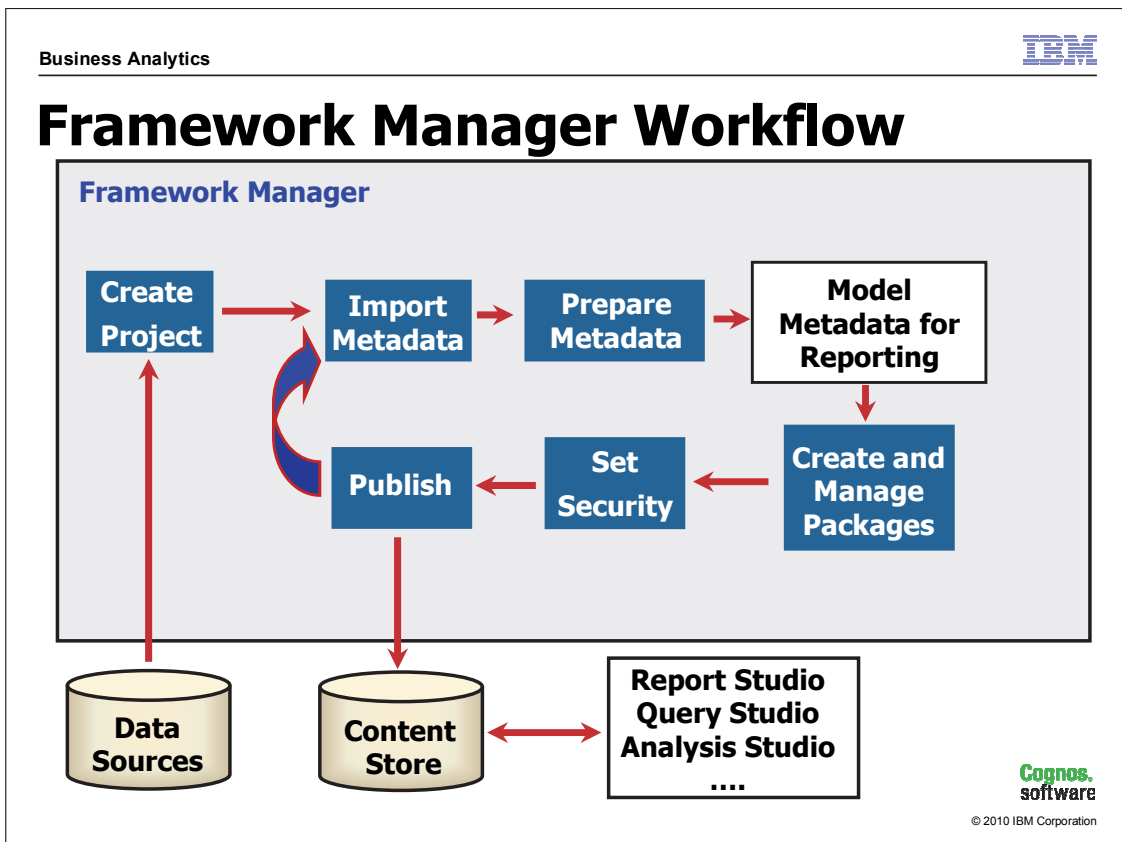 Business Analytics
IBM
Framework Manager Workflow
Framework Manager
Create
Project
Import
Metadata
Prepare
Metadata
Model
Metadata for
Reporting
Publish
Set
Security
Create and
Manage
Packages
Data
Sources
Content
Store
Report Studio
Query Studio
Analysis Studio
....
Cognos.
software
© 2010 IBM Corporation